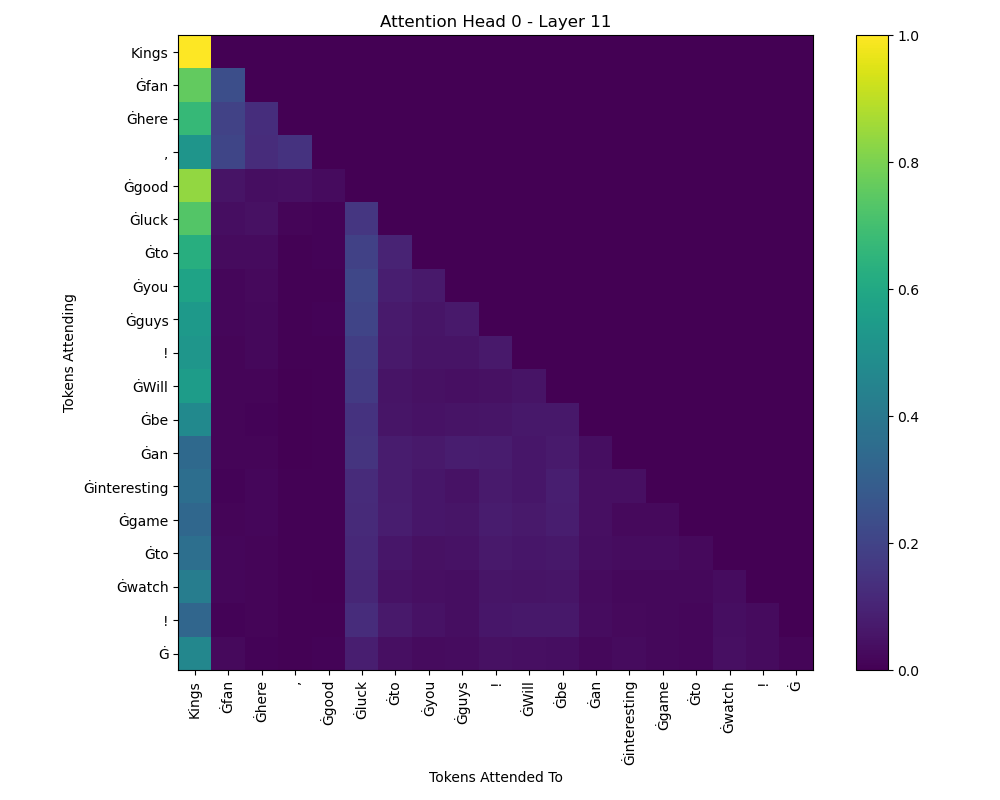 Attention Head 0 - Layer 11
Tokens Attending
Kings
Ġfan
Ġhere
,
Ġgood
Ġluck
Ġto
Ġyou
Ġguys
!
ĠWill
Ġbe
Ġan
Ġinteresting
Ġgame
Ġto
Ġwatch
!
Ġ
Kings
Ġfan
Ġhere
,
Ġgood
Ġluck
Ġto
Ġyou
Ġguys
!
ĠWill
Ġbe
Ġan
Ġinteresting
Ġgame
Ġto
Ġwatch
!
Ġ
Tokens Attended To
1.0
0.8
0.6
0.4
0.2
0.0